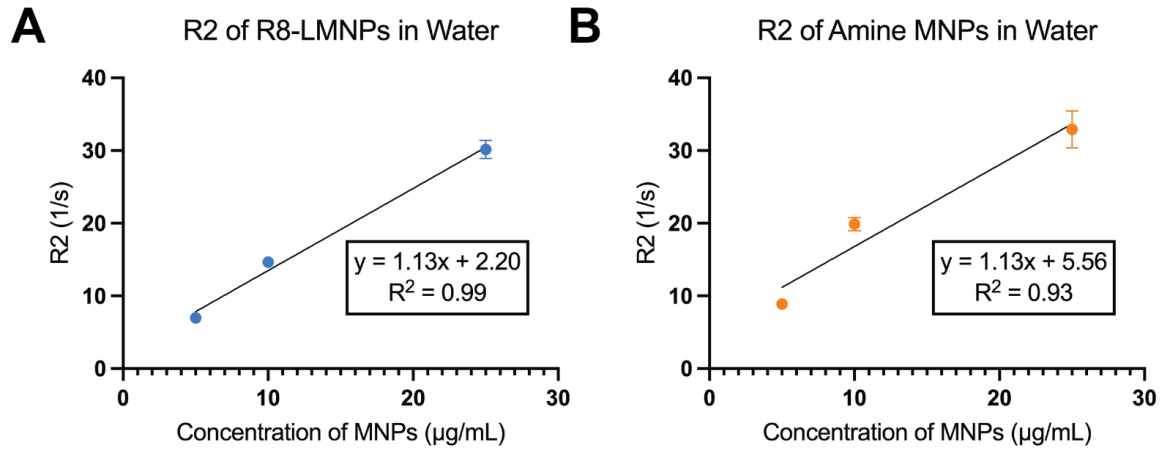 A
R2 of R8-LMNPs in Water
40
30
20
10
0
R2 (1/s)
y = 1.13x + 2.20
R² = 0.99
0 10 20 30
Concentration of MNPs (µg/mL)
B
R2 of Amine MNPs in Water
40
30
20
10
0
R2 (1/s)
y = 1.13x + 5.56
R² = 0.93
0 10 20 30
Concentration of MNPs (µg/mL)